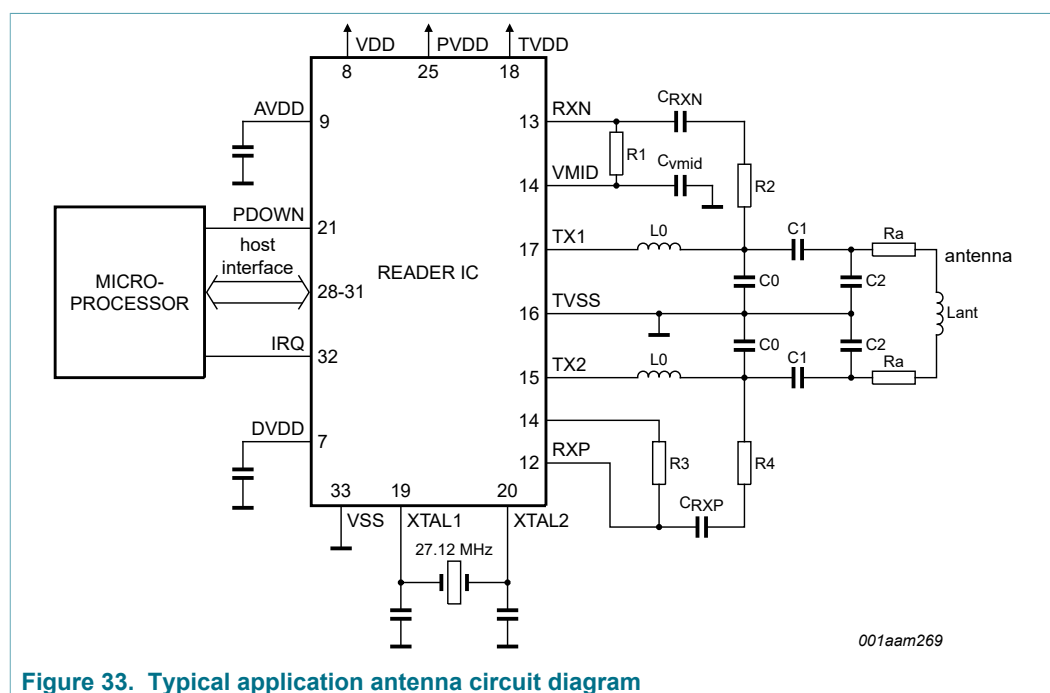 VDD PVDD TVDD
8 25 18
AVDD
9
13
RXN
CRXN
R1
14
VMID
Cvmid
R2
PDOWN
21
host
interface
28-31
MICRO-
PROCESSOR
IRQ
32
READER IC
17
TX1
L0
C1
Ra
antenna
C0
C2
16
TVSS
Lant
C0
C2
15
TX2
L0
C1
Ra
14
12
RXP
R3
R4
CRXP
DVDD
7
33
19
20
VSS
XTAL1
XTAL2
27.12 MHz
001aam269
Figure 33. Typical application antenna circuit diagram